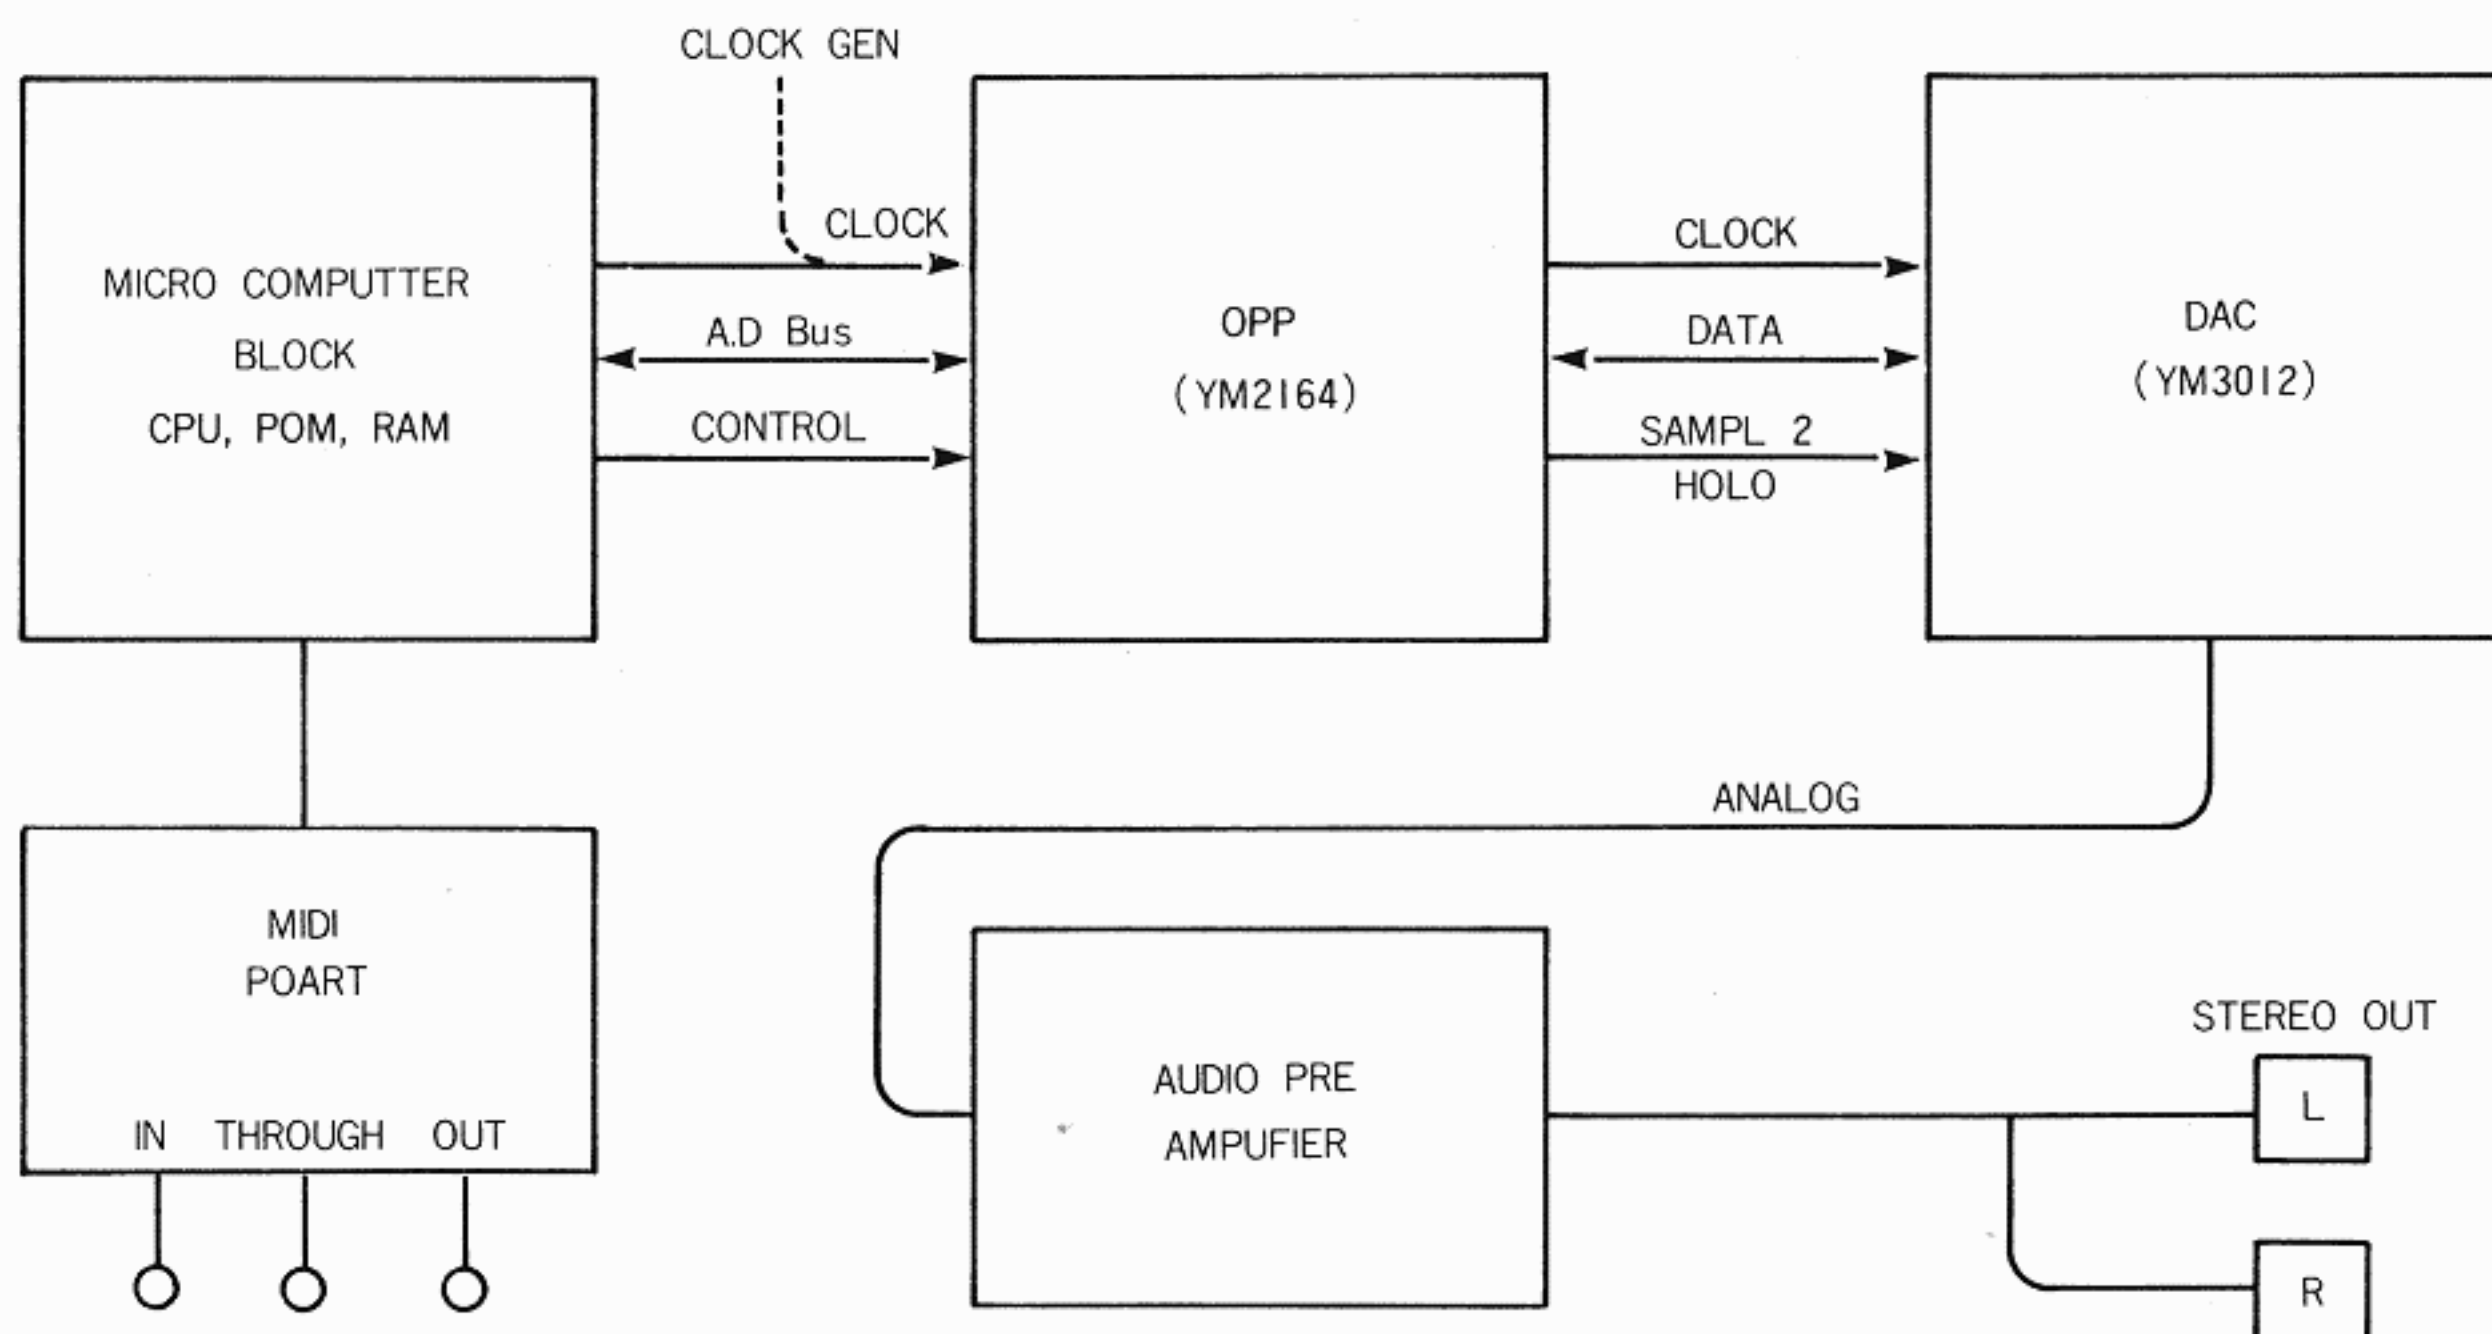 CLOCK GEN
MICRO COMPUTTER
BLOCK
CPU, POM, RAM
CLOCK
A.D Bus
CONTROL
OPP
(YM2164)
CLOCK
DATA
SAMPL 2
HOLO
DAC
(YM3012)
ANALOG
MIDI
POART
IN THROUGH OUT
AUDIO PRE
AMPUFIER
STEREO OUT
L
R